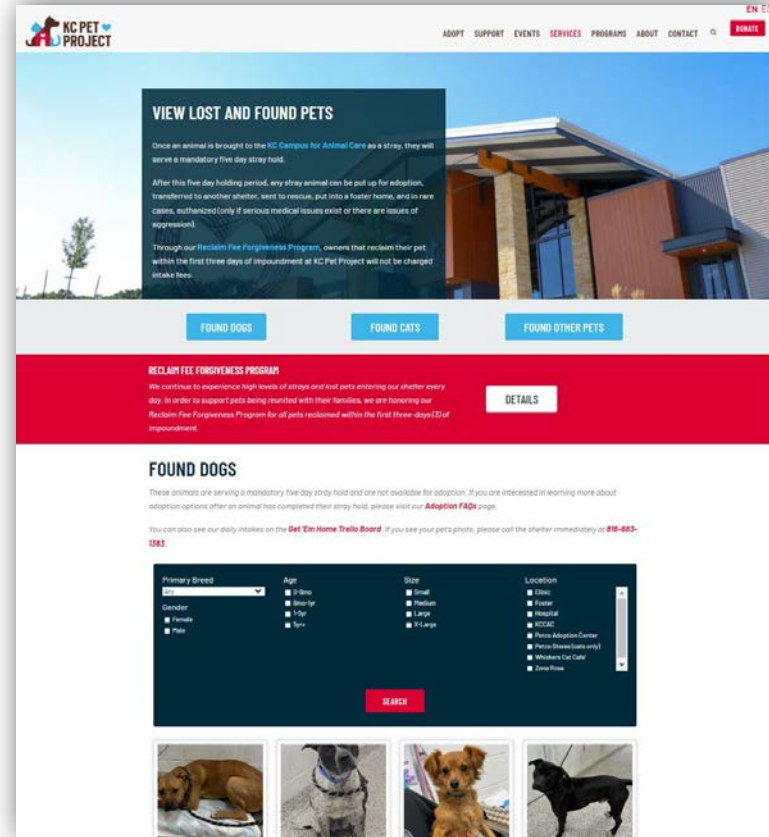 EN ES
KC PET
PROJECT
ADOPT SUPPORT EVENTS SERVICES PROGRAMS ABOUT CONTACT
DONATE
VIEW LOST AND FOUND PETS
Once an animal is brought to the KC Campus for Animal Care as a stray, they will
serve a mandatory five day stray hold.
After this five day holding period, any stray animal can be put up for adoption,
transferred to another shelter, sent to rescue, put into a foster home, and in rare
cases, euthanized (only if serious medical issues exist or there are issues of
aggression).
Through our Reclaim Fee Forgiveness Program, owners that reclaim their pet
within the first three days of impoundment at KC Pet Project will not be charged
intake fees.
FOUND DOGS FOUND CATS FOUND OTHER PETS
RECLAIM FEE FORGIVENESS PROGRAM
We continue to experience high levels of strays and lost pets entering our shelter every
day. In order to support pets being reunited with their families, we are honoring our
Reclaim Fee Forgiveness Program for all pets reclaimed within the first three-days (3) of
impoundment.
DETAILS
FOUND DOGS
These animals are serving a mandatory five day stray hold and are not available for adoption. If you are interested in learning more about
adoption options after an animal has completed their stray hold, please visit our Adoption FAQs page.
You can also see our daily intakes on the Get 'Em Home Trello Board. If you see your pet's photo, please call the shelter immediately at 816-683-
1383
Primary Breed
Any
Gender
Female
Male
Age
0-6mo
6mo-1yr
1-5yr
5yr+
Size
Small
Medium
Large
X-Large
Location
Clinic
Foster
Hospital
KCCAC
Petco Adoption Center
Petco Stores (cats only)
Whiskers Cat Cafe'
Zona Rosa
SEARCH